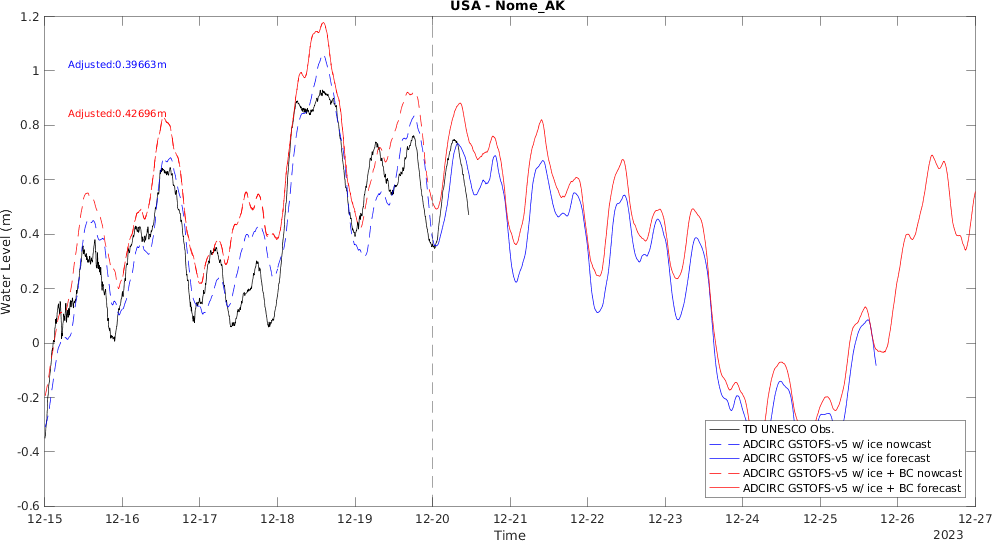 USA - Nome_AK
1.2
1
0.8
0.6
0.4
0.2
0
-0.2
-0.4
-0.6
Water Level (m)
Adjusted:0.39663m
Adjusted:0.42696m
TD UNESCO Obs.
ADCIRC GSTOFS-v5 w/ ice nowcast
ADCIRC GSTOFS-v5 w/ ice forecast
ADCIRC GSTOFS-v5 w/ ice + BC nowcast
ADCIRC GSTOFS-v5 w/ ice + BC forecast
12-15 12-16 12-17 12-18 12-19 12-20 12-21 12-22 12-23 12-24 12-25 12-26 12-27
Time
2023